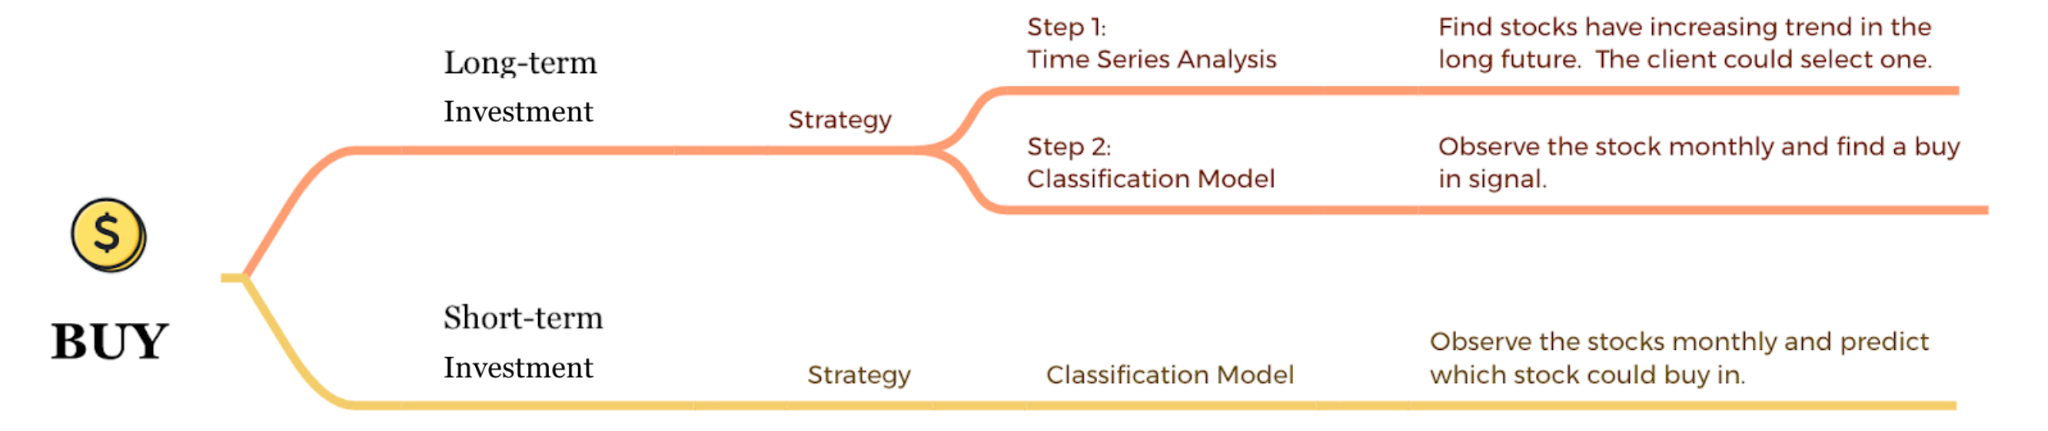 Long-term
Investment
Strategy
Step 1:
Time Series Analysis
Find stocks have increasing trend in the
long future.  The client could select one.
Step 2:
Classification Model
Observe the stock monthly and find a buy
in signal.
$
BUY
Short-term
Investment
Strategy
Classification Model
Observe the stocks monthly and predict
which stock could buy in.